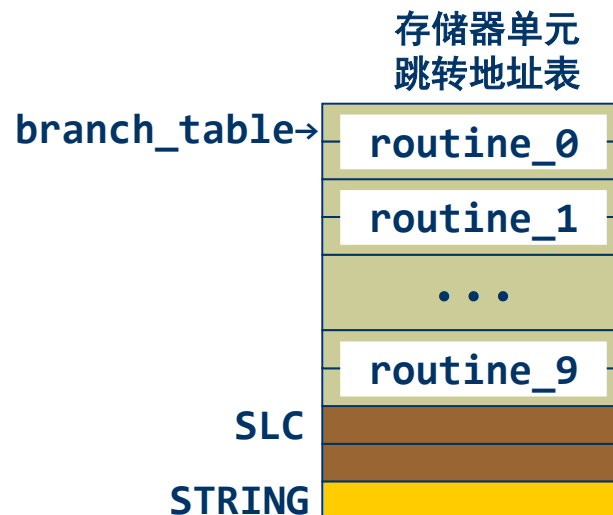 存储器单元
跳转地址表
branch_table→
routine_0
routine_1
...
routine_9
SLC
STRING